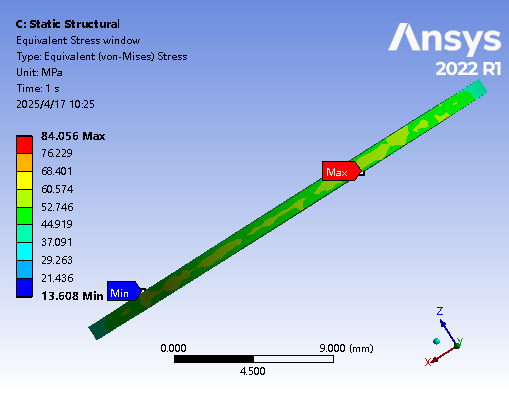 C: Static Structural
Equivalent Stress window
Type: Equivalent (von-Mises) Stress
Unit: MPa
Time: 1 s
2025/4/17 10:25
Ansys
2022 R1
84.056 Max
76.229
68.401
60.574
52.746
44.919
37.091
29.263
21.436
13.608 Min
Max
Min
0.000
9.000 (mm)
4.500
Z
Y
X